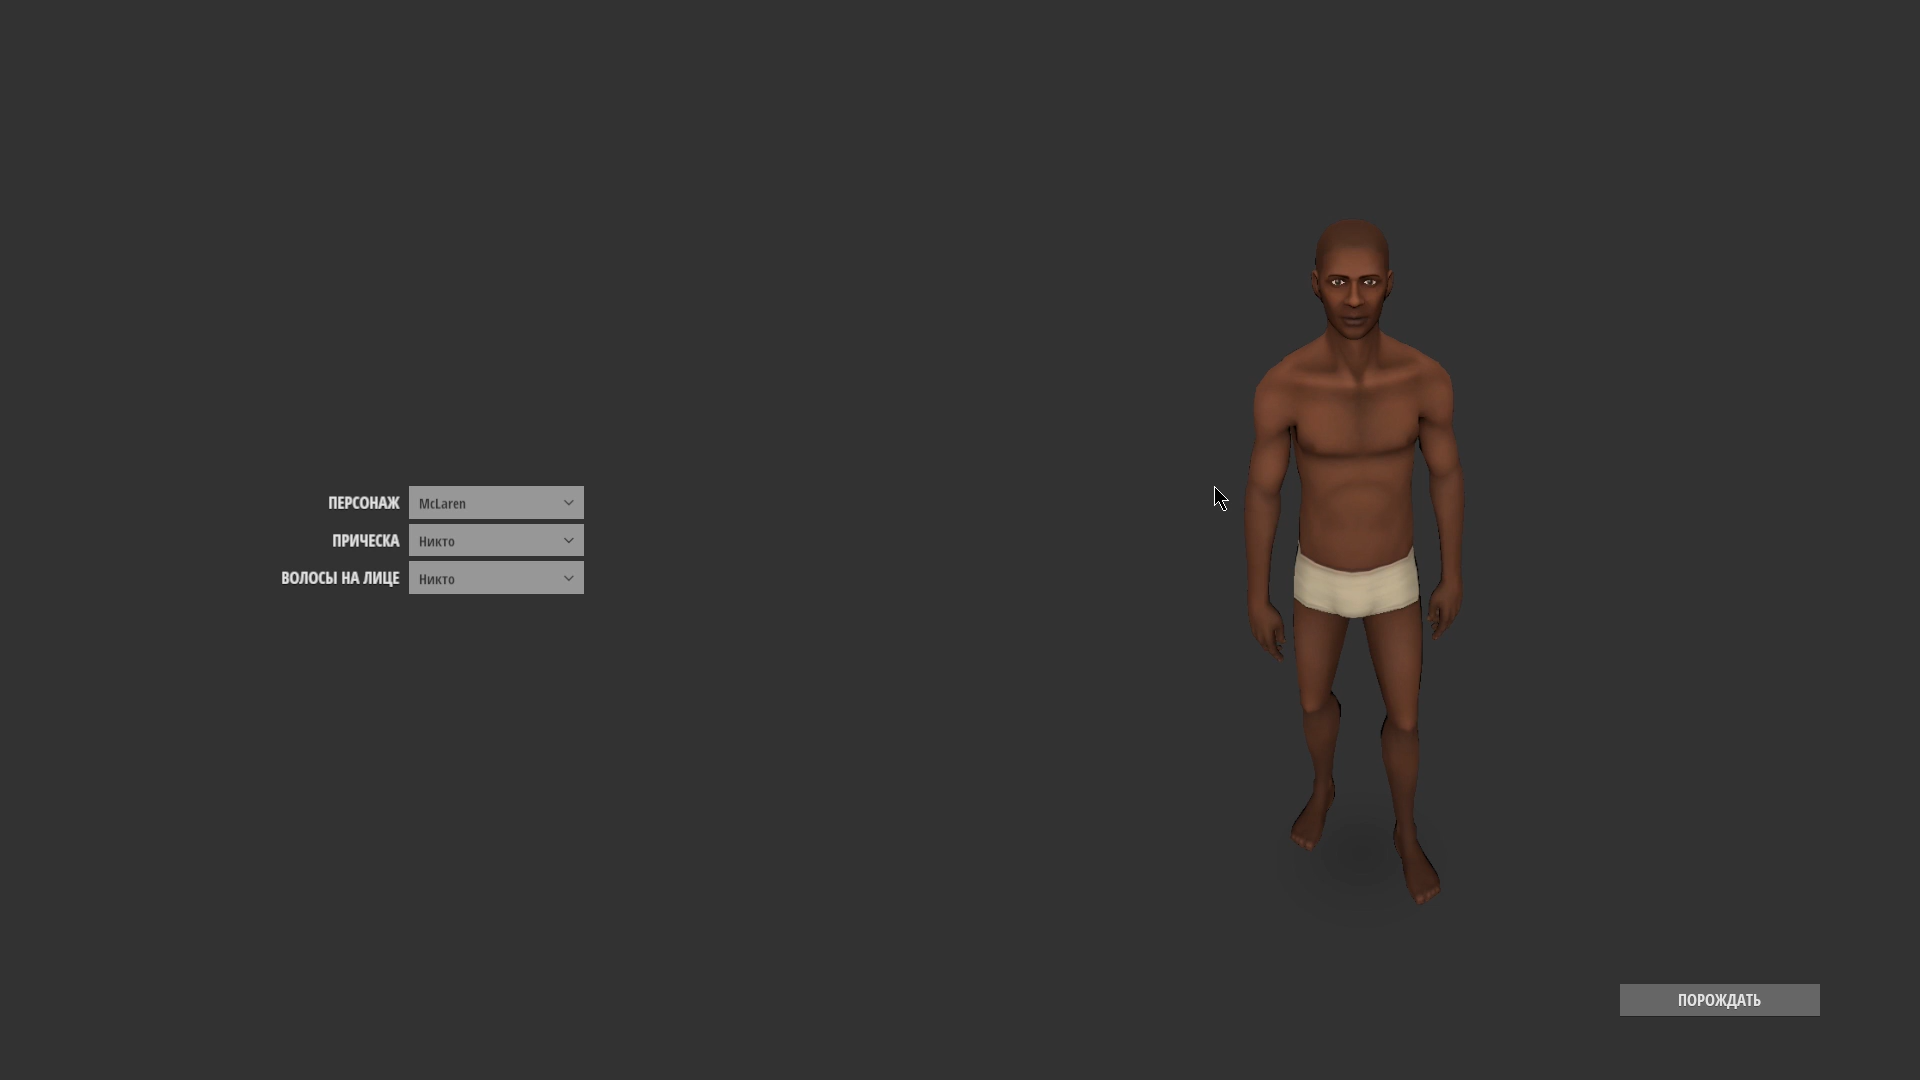 ПЕРСОНАЖ McLaren
ПРИЧЕСКА Никто
ВОЛОСЫ НА ЛИЦЕ Никто
ПОРОЖДАТЬ